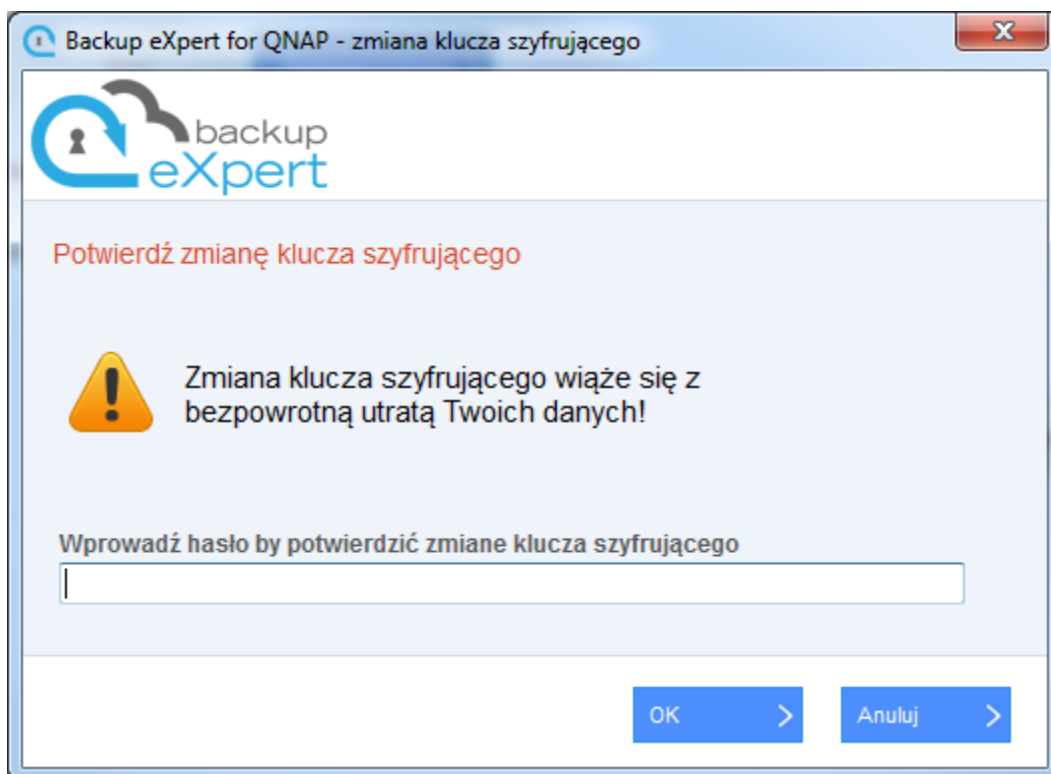 Backup eXpert for QNAP - zmiana klucza szyfrującego
backup
eXpert
Potwierdź zmianę klucza szyfrującego
Zmiana klucza szyfrującego wiąże się z
bezpowrotną utratą Twoich danych!
Wprowadź hasło by potwierdzić zmiane klucza szyfrującego
OK
Anuluj